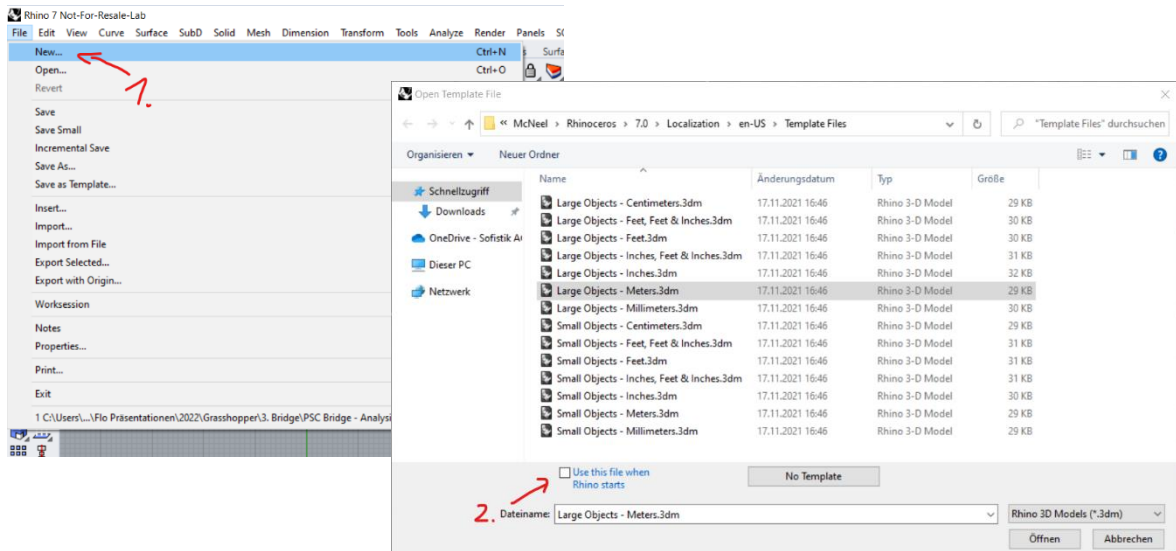 Rhino 7 Not-For-Resale-Lab
File Edit View Curve Surface SubD Solid Mesh Dimension Transform Tools Analyze Render Panels
New... Ctrl+N
Surfa
Open... Ctrl+O
1.
Revert
Save
Save Small
Incremental Save
Save As...
Save as Template...
Insert...
Import...
Import from File
Export Selected...
Export with Origin...
Worksession
Notes
Properties...
Print...
Exit
1 C:\Users\...\Flo Präsentationen\2022\Grasshopper\3. Bridge\PSC Bridge - Analysi
Open Template File
« McNeel > Rhinoceros > 7.0 > Localization > en-US > Template Files
"Template Files" durchsuchen
Organisieren Neuer Ordner
Schnellzugriff
Downloads
OneDrive - Sofistik A
Dieser PC
Netzwerk
Name Änderungsdatum Typ Größe
Large Objects - Centimeters.3dm 17.11.2021 16:46 Rhino 3-D Model 29 KB
Large Objects - Feet, Feet & Inches.3dm 17.11.2021 16:46 Rhino 3-D Model 30 KB
Large Objects - Feet.3dm 17.11.2021 16:46 Rhino 3-D Model 30 KB
Large Objects - Inches, Feet & Inches.3dm 17.11.2021 16:46 Rhino 3-D Model 31 KB
Large Objects - Inches.3dm 17.11.2021 16:46 Rhino 3-D Model 32 KB
Large Objects - Meters.3dm 17.11.2021 16:46 Rhino 3-D Model 29 KB
Large Objects - Millimeters.3dm 17.11.2021 16:46 Rhino 3-D Model 30 KB
Small Objects - Centimeters.3dm 17.11.2021 16:46 Rhino 3-D Model 29 KB
Small Objects - Feet, Feet & Inches.3dm 17.11.2021 16:46 Rhino 3-D Model 31 KB
Small Objects - Feet.3dm 17.11.2021 16:46 Rhino 3-D Model 31 KB
Small Objects - Inches, Feet & Inches.3dm 17.11.2021 16:46 Rhino 3-D Model 31 KB
Small Objects - Inches.3dm 17.11.2021 16:46 Rhino 3-D Model 30 KB
Small Objects - Meters.3dm 17.11.2021 16:46 Rhino 3-D Model 29 KB
Small Objects - Millimeters.3dm 17.11.2021 16:46 Rhino 3-D Model 29 KB
Use this file when
Rhino starts
No Template
2.
Dateiname: Large Objects - Meters.3dm
Rhino 3D Models (*.3dm)
Öffnen Abbrechen